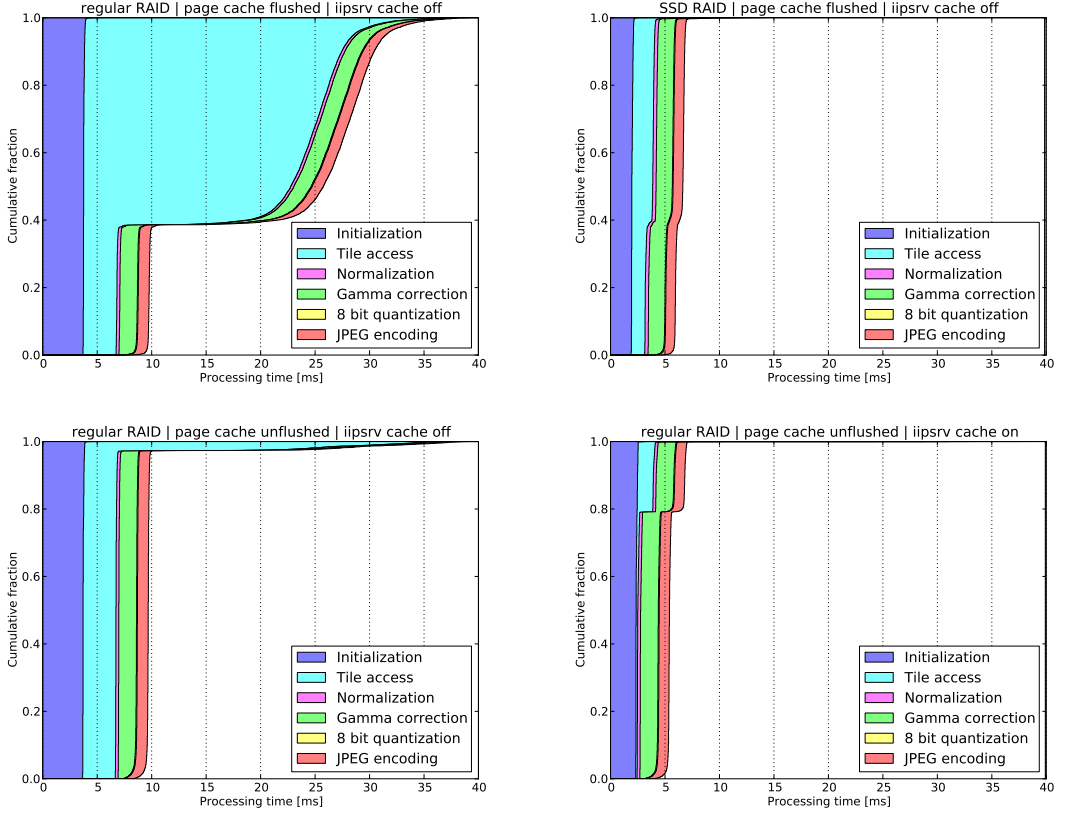 regular RAID | page cache flushed | iipsrv cache off
1.0
0.8
0.6
0.4
0.2
0.0
Cumulative fraction
Initialization
Tile access
Normalization
Gamma correction
8 bit quantization
JPEG encoding
0 5 10 15 20 25 30 35 40
Processing time [ms]
SSD RAID | page cache flushed | iipsrv cache off
1.0
0.8
0.6
0.4
0.2
0.0
Cumulative fraction
Initialization
Tile access
Normalization
Gamma correction
8 bit quantization
JPEG encoding
0 5 10 15 20 25 30 35 40
Processing time [ms]
regular RAID | page cache unflushed | iipsrv cache off
1.0
0.8
0.6
0.4
0.2
0.0
Cumulative fraction
Initialization
Tile access
Normalization
Gamma correction
8 bit quantization
JPEG encoding
0 5 10 15 20 25 30 35 40
Processing time [ms]
regular RAID | page cache unflushed | iipsrv cache on
1.0
0.8
0.6
0.4
0.2
0.0
Cumulative fraction
Initialization
Tile access
Normalization
Gamma correction
8 bit quantization
JPEG encoding
0 5 10 15 20 25 30 35 40
Processing time [ms]